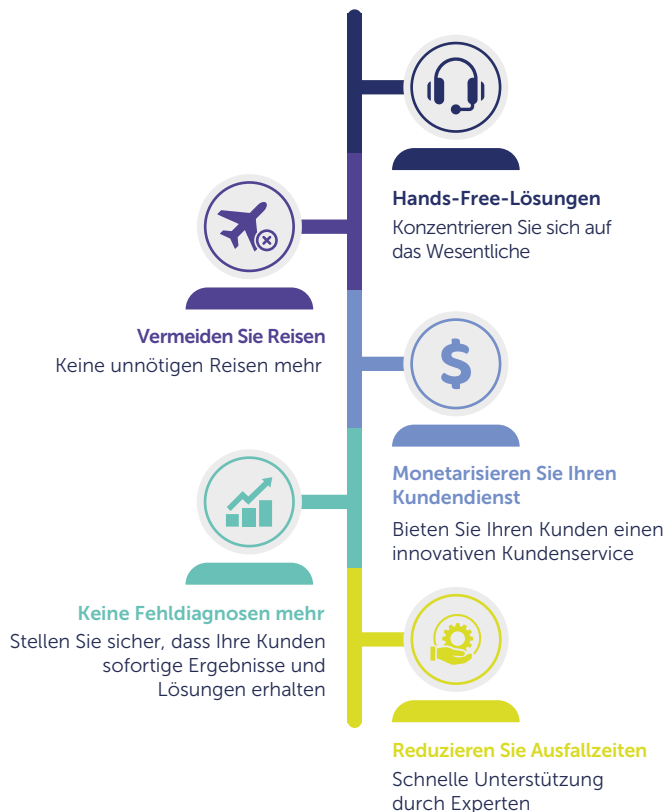 Hands-Free-Lösungen
Konzentrieren Sie sich auf
das Wesentliche
Vermeiden Sie Reisen
Keine unnötigen Reisen mehr
$
Monetarisieren Sie Ihren
Kundendienst
Bieten Sie Ihren Kunden einen
innovativen Kundenservice
Keine Fehldiagnosen mehr
Stellen Sie sicher, dass Ihre Kunden
sofortige Ergebnisse und
Lösungen erhalten
Reduzieren Sie Ausfallzeiten
Schnelle Unterstützung
durch Experten